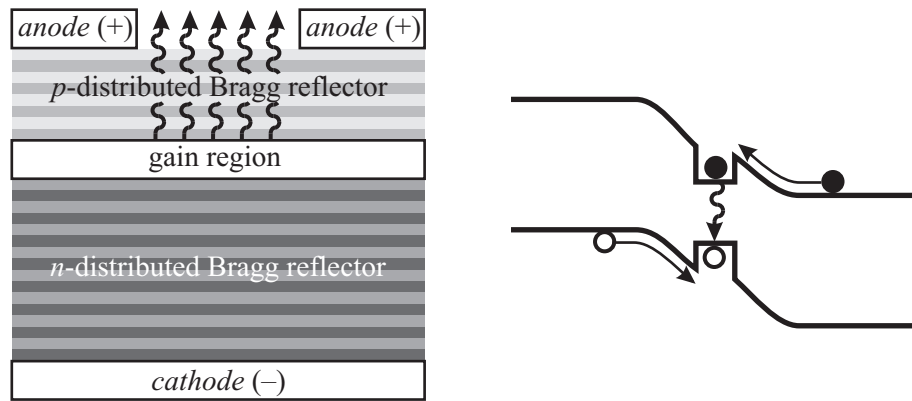 anode (+) anode (+)
p-distributed Bragg reflector
gain region
n-distributed Bragg reflector
cathode (–)